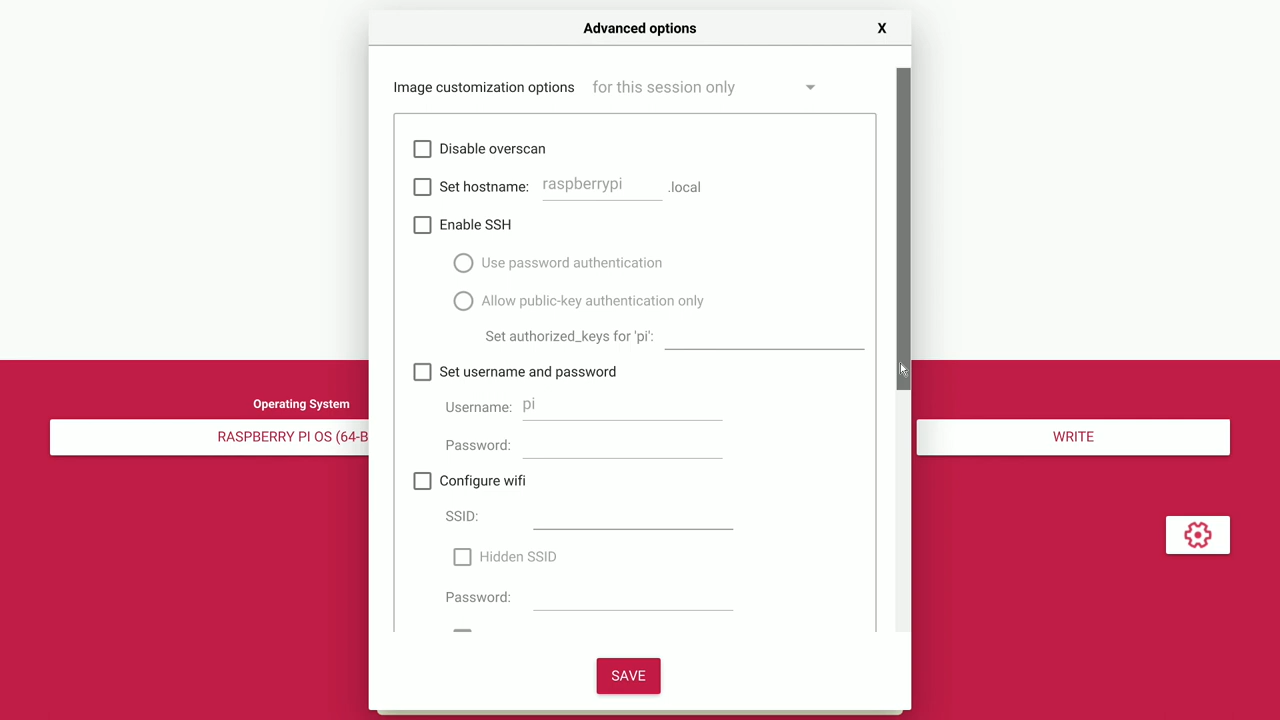 Advanced options X
Image customization options for this session only
Disable overscan
Set hostname: raspberrypi .local
Enable SSH
Use password authentication
Allow public-key authentication only
Set authorized_keys for 'pi':
Set username and password
Username: pi
Password:
Configure wifi
SSID:
Hidden SSID
Password:
SAVE
Operating System
RASPBERRY PI OS (64-B
WRITE